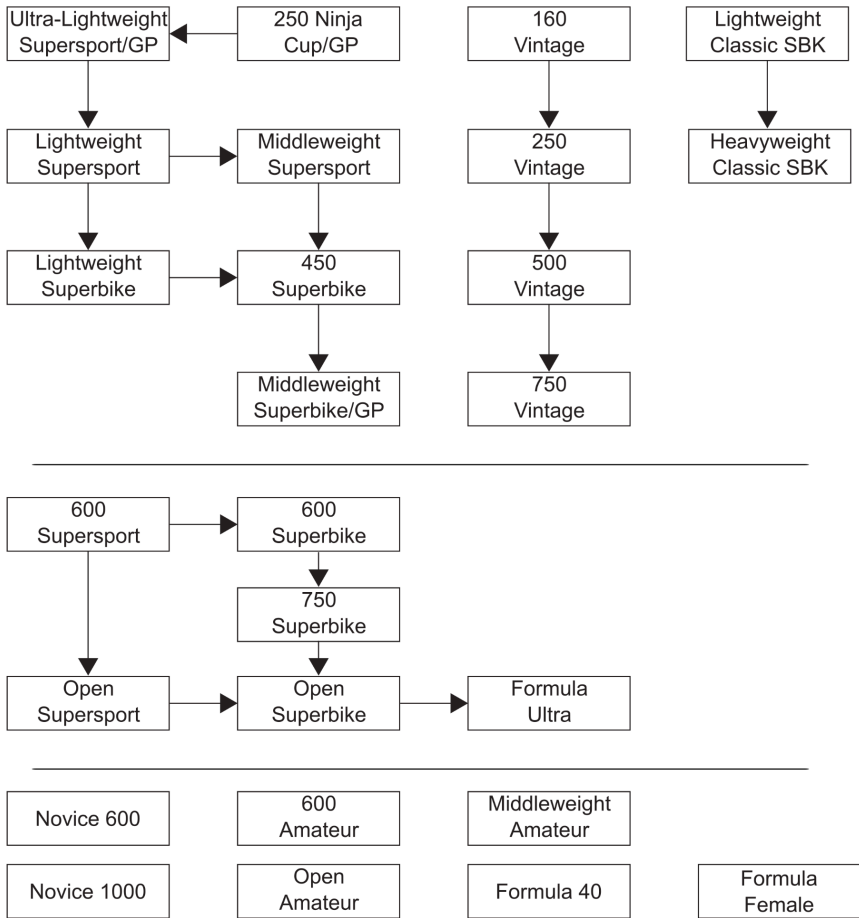 Ultra-Lightweight
Supersport/GP
250 Ninja
Cup/GP
160
Vintage
Lightweight
Classic SBK
Lightweight
Supersport
Middleweight
Supersport
250
Vintage
Heavyweight
Classic SBK
Lightweight
Superbike
450
Superbike
500
Vintage
Middleweight
Superbike/GP
750
Vintage
600
Supersport
600
Superbike
750
Superbike
Open
Supersport
Open
Superbike
Formula
Ultra
Novice 600
600
Amateur
Middleweight
Amateur
Novice 1000
Open
Amateur
Formula 40
Formula
Female